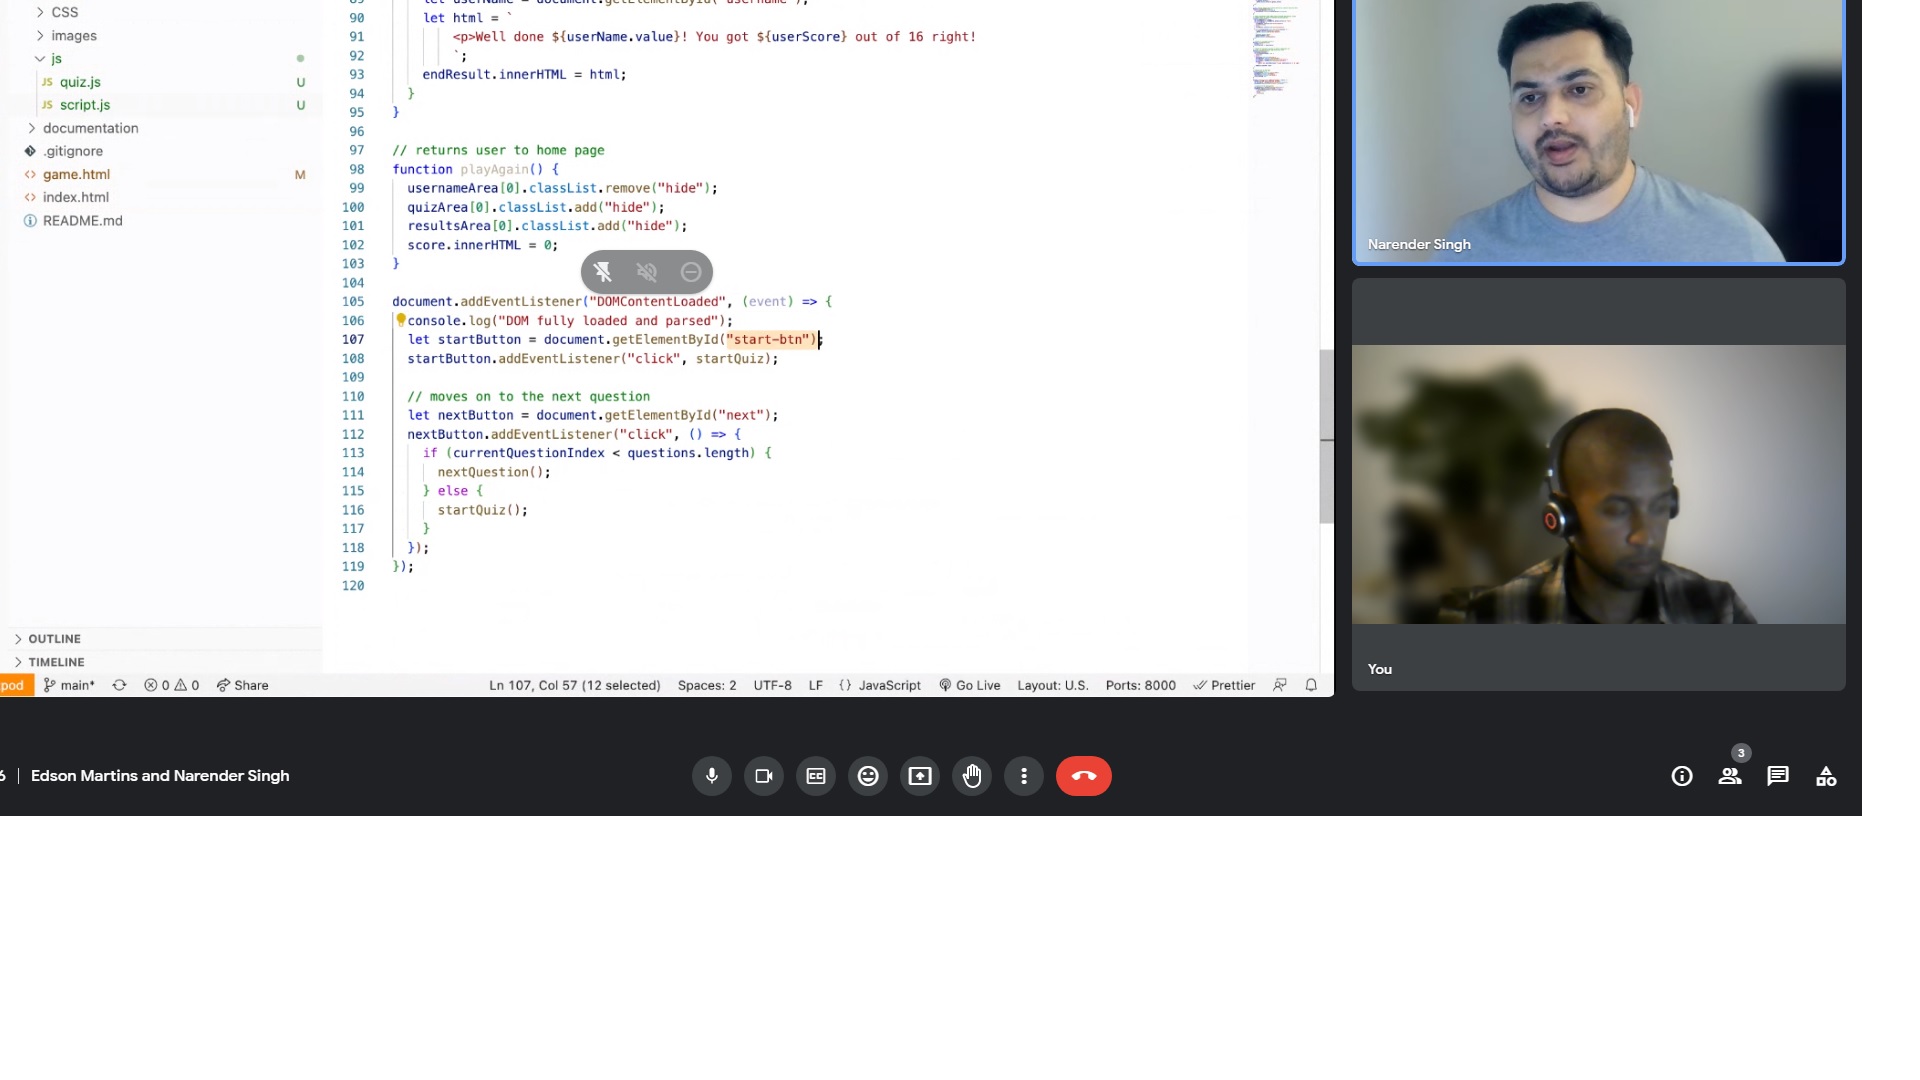 CSS
images
js
JS quiz.js U
JS script.js U
documentation
.gitignore
game.html M
index.html
README.md
OUTLINE
TIMELINE
90 let html = `
91 <p>Well done ${userName.value}! You got ${userScore} out of 16 right!
92 `;
93 endResult.innerHTML = html;
94 }
95 }
96
97 // returns user to home page
98 function playAgain() {
99 usernameArea[0].classList.remove("hide");
100 quizArea[0].classList.add("hide");
101 resultsArea[0].classList.add("hide");
102 score.innerHTML = 0;
103 }
104
105 document.addEventListener("DOMContentLoaded", (event) => {
106 console.log("DOM fully loaded and parsed");
107 let startButton = document.getElementById("start-btn");
108 startButton.addEventListener("click", startQuiz);
109
110 // moves on to the next question
111 let nextButton = document.getElementById("next");
112 nextButton.addEventListener("click", () => {
113 if (currentQuestionIndex < questions.length) {
114 nextQuestion();
115 } else {
116 startQuiz();
117 }
118 });
119 });
120
pod main* 0 0 Share Ln 107, Col 57 (12 selected) Spaces: 2 UTF-8 LF {} JavaScript Go Live Layout: U.S. Ports: 8000 Prettier
Narender Singh
You
6 | Edson Martins and Narender Singh
CC
3